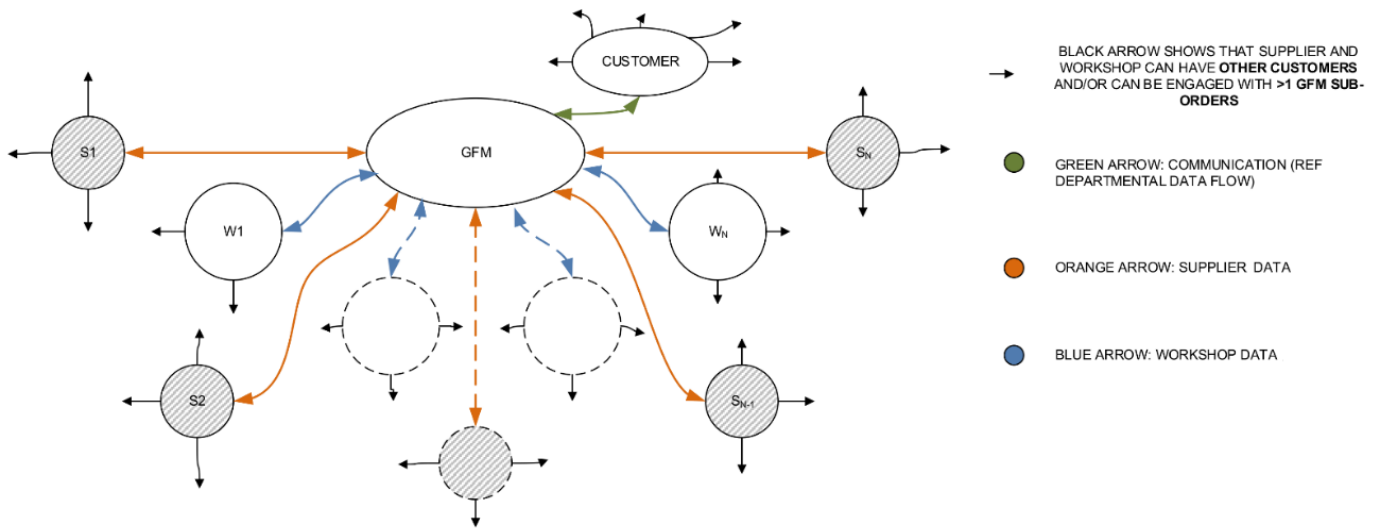 CUSTOMER
GFM
S1
SN
W1
WN
S2
SN-1
BLACK ARROW SHOWS THAT SUPPLIER AND
WORKSHOP CAN HAVE OTHER CUSTOMERS
AND/OR CAN BE ENGAGED WITH >1 GFM SUB-
ORDERS
GREEN ARROW: COMMUNICATION (REF
DEPARTMENTAL DATA FLOW)
ORANGE ARROW: SUPPLIER DATA
BLUE ARROW: WORKSHOP DATA